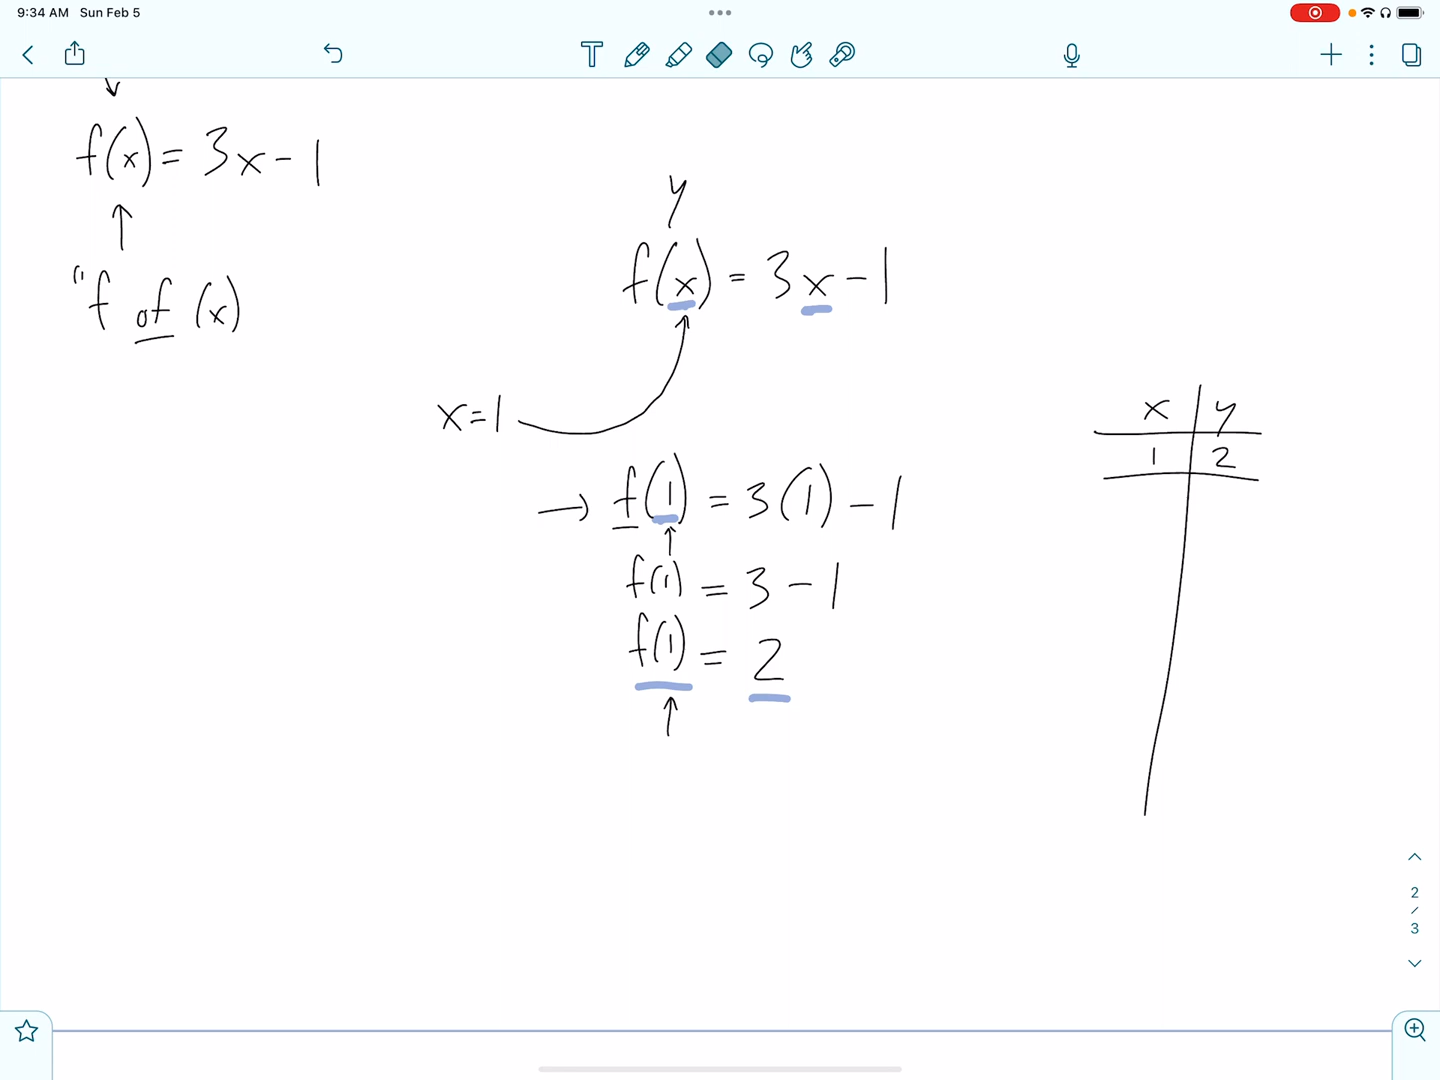 9:34 AM Sun Feb 5
f(x) = 3x - 1
"f of (x)
y
f(x) = 3x - 1
x=1
→ f(1) = 3(1) - 1
f(1) = 3 - 1
f(1) = 2
x y
1 2
2
/
3